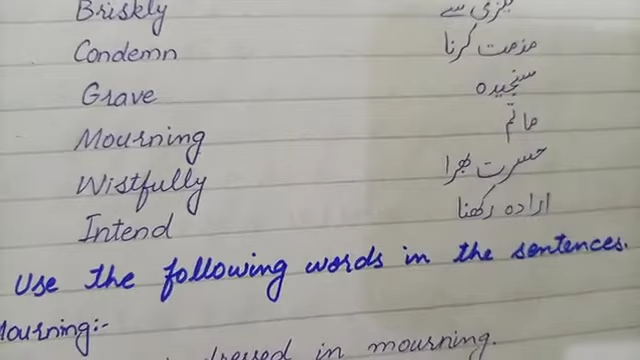 Briskly تیزی سے
Condemn مذمت کرنا
Grave سنجیدہ
Mourning ماتم
Wistfully حسرت بھرا
Intend ارادہ رکھنا
Use the following words in the sentences.
Mourning:-
dressed in mourning.